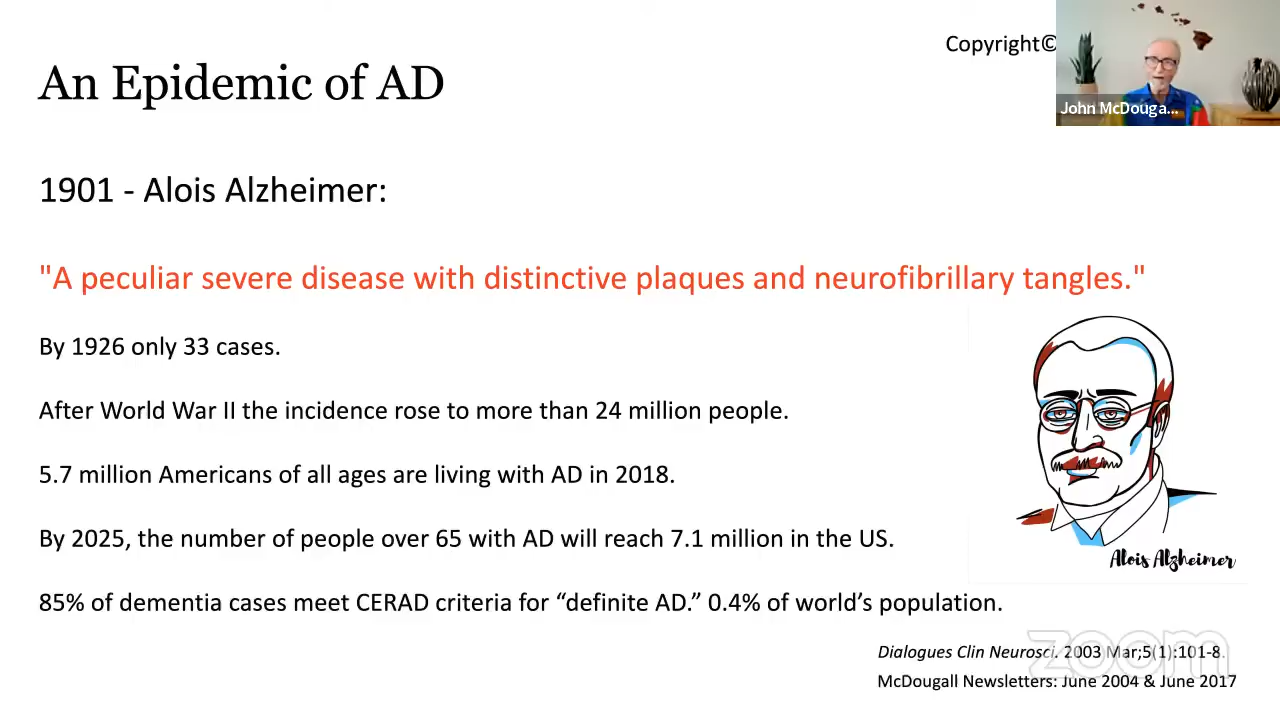 Copyright©
An Epidemic of AD
John McDouga...
1901 - Alois Alzheimer:
"A peculiar severe disease with distinctive plaques and neurofibrillary tangles."
By 1926 only 33 cases.
After World War II the incidence rose to more than 24 million people.
5.7 million Americans of all ages are living with AD in 2018.
By 2025, the number of people over 65 with AD will reach 7.1 million in the US.
Alois Alzheimer
85% of dementia cases meet CERAD criteria for “definite AD.” 0.4% of world’s population.
zoom
Dialogues Clin Neurosci. 2003 Mar;5(1):101-8.
McDougall Newsletters: June 2004 & June 2017